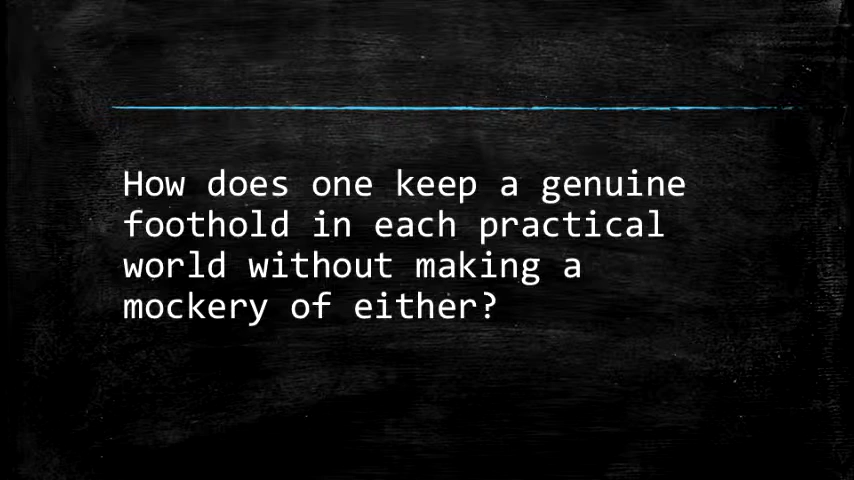 How does one keep a genuine
foothold in each practical
world without making a
mockery of either?